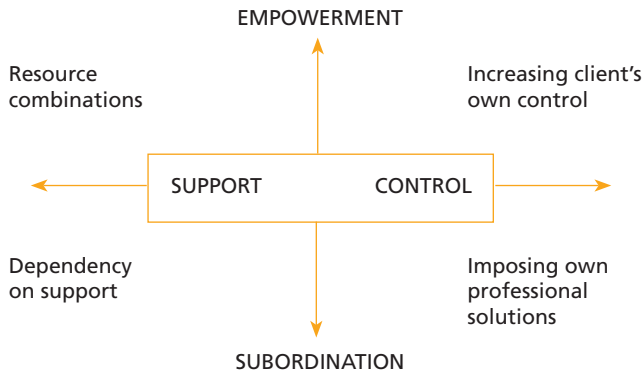 EMPOWERMENT
Resource
combinations
Increasing client's
own control
SUPPORT
CONTROL
Dependency
on support
Imposing own
professional
solutions
SUBORDINATION